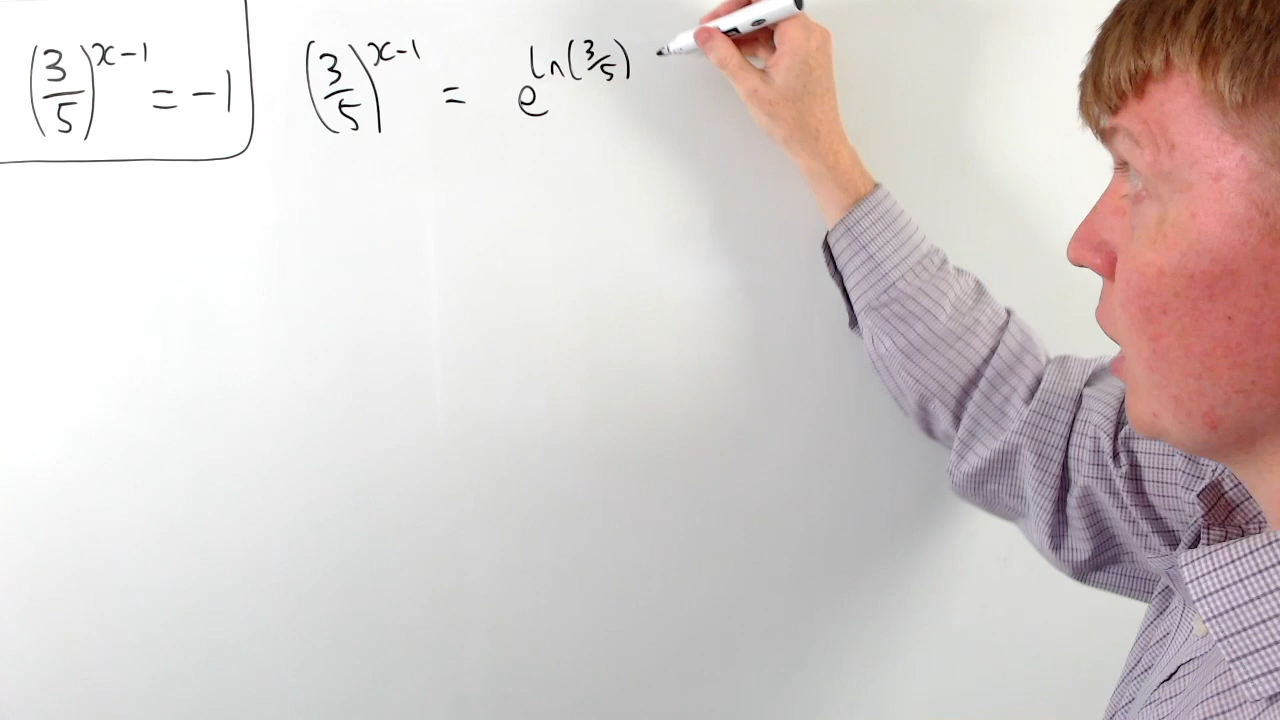 (3/5)^{x-1} = -1
(3/5)^{x-1} = e^{ln(3/5)}